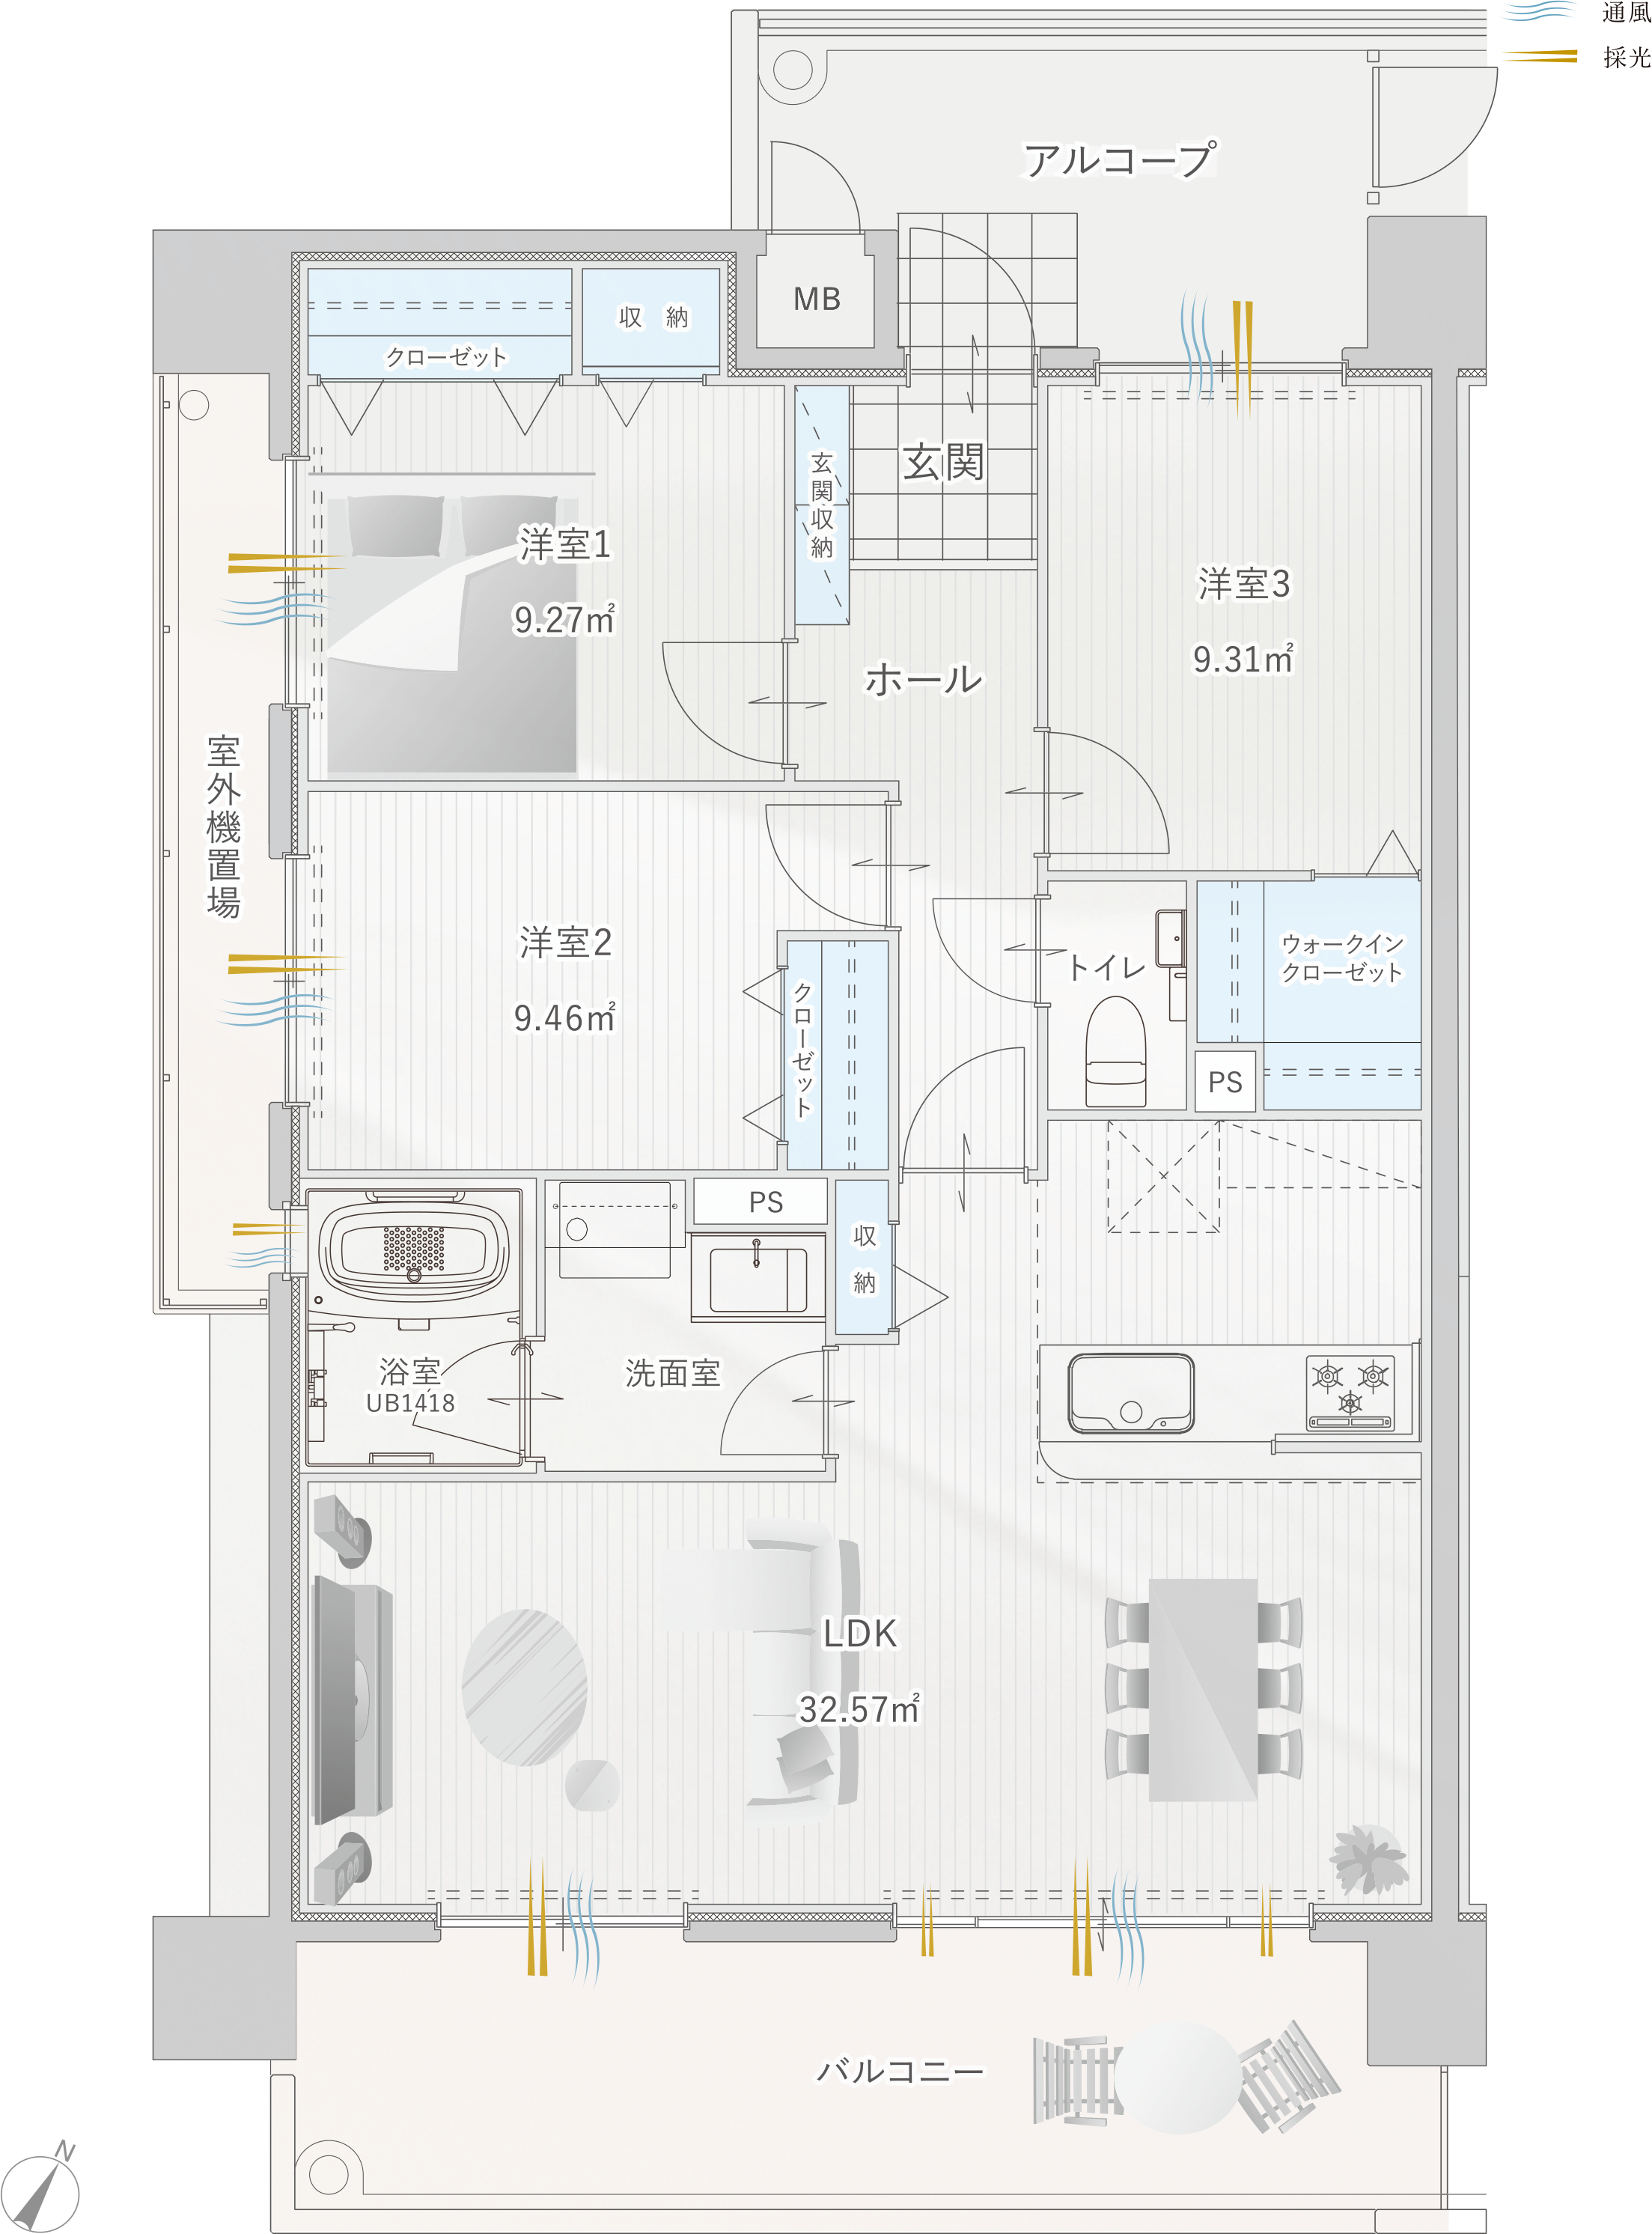 通風
採光
アルコープ
MB
収 納
クローゼット
玄関
玄関収納
洋室1
9.27㎡
洋室3
9.31㎡
ホール
室外機置場
洋室2
9.46㎡
クローゼット
トイレ
ウォークイン
クローゼット
PS
PS
収納
浴室
UB1418
洗面室
LDK
32.57㎡
バルコニー
N